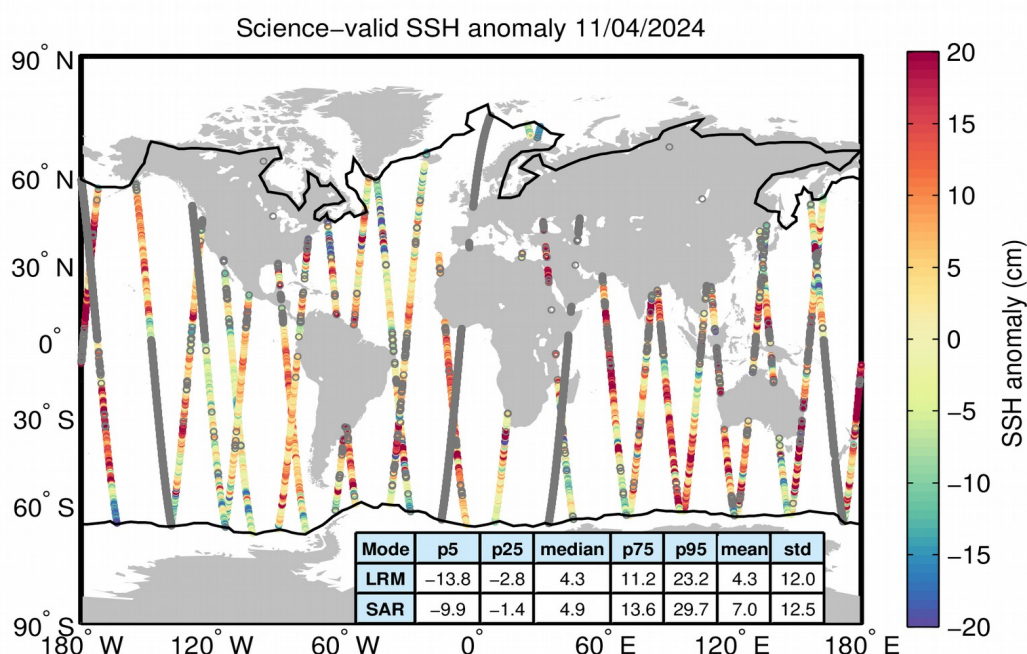 Science−valid SSH anomaly 11/04/2024
90° N
60° N
30° N
0°
30° S
60° S
90° S
180° W
120° W
60° W
0°
60° E
120° E
180° E
Mode p5 p25 median p75 p95 mean std
LRM −13.8 −2.8 4.3 11.2 23.2 4.3 12.0
SAR −9.9 −1.4 4.9 13.6 29.7 7.0 12.5
20
15
10
5
0
−5
−10
−15
−20
SSH anomaly (cm)